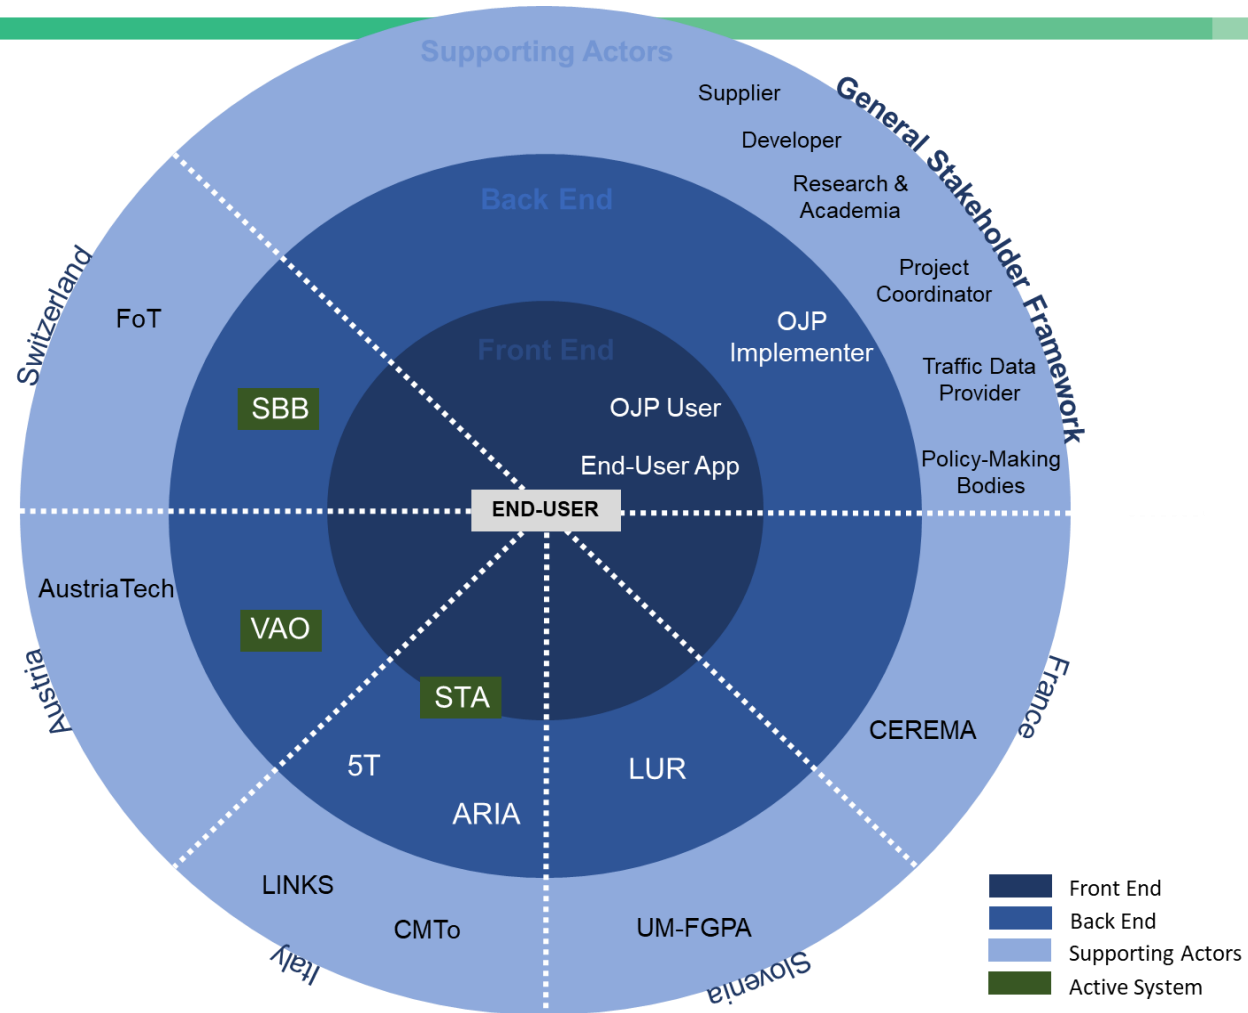 Supporting Actors
Supplier
Developer
Research &
Academia
Project
Coordinator
Traffic Data
Provider
Policy-Making
Bodies
General Stakeholder Framework
Back End
OJP
Implementer
Front End
OJP User
End-User App
END-USER
Switzerland
FoT
SBB
Austria
AustriaTech
VAO
STA
5T
ARIA
LINKS
CMTo
Italy
LUR
UM-FGPA
Slovenia
CEREMA
France
Front End
Back End
Supporting Actors
Active System